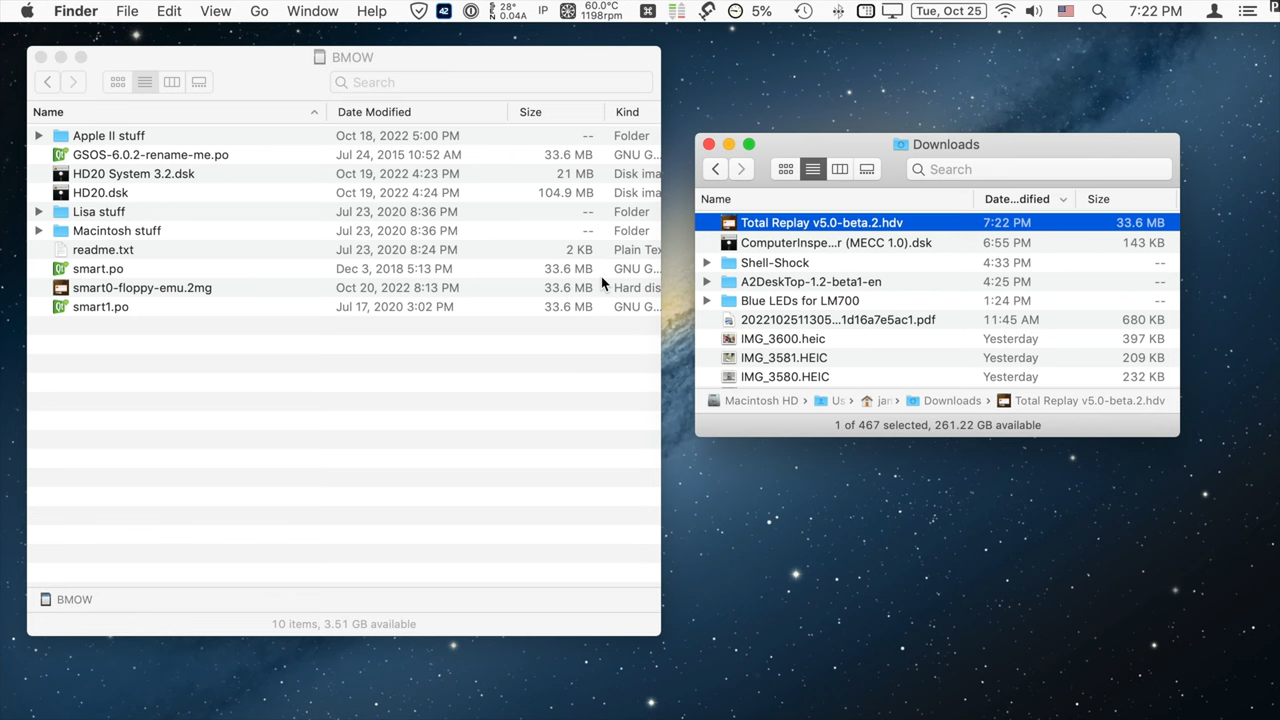 Finder File Edit View Go Window Help 42 28° 0.04A IP 60.0°C 1198rpm 5% Tue, Oct 25 7:22 PM
BMOW
Search
Name Date Modified Size Kind
Apple II stuff Oct 18, 2022 5:00 PM -- Folder
GSOS-6.0.2-rename-me.po Jul 24, 2015 10:52 AM 33.6 MB GNU G...
HD20 System 3.2.dsk Oct 19, 2022 4:23 PM 21 MB Disk ima
HD20.dsk Oct 19, 2022 4:24 PM 104.9 MB Disk ima
Lisa stuff Jul 23, 2020 8:36 PM -- Folder
Macintosh stuff Jul 23, 2020 8:36 PM -- Folder
readme.txt Jul 23, 2020 8:24 PM 2 KB Plain Tex
smart.po Dec 3, 2018 5:13 PM 33.6 MB GNU G...
smart0-floppy-emu.2mg Oct 20, 2022 8:13 PM 33.6 MB Hard dis
smart1.po Jul 17, 2020 3:02 PM 33.6 MB GNU G...
BMOW
10 items, 3.51 GB available
Downloads
Search
Name Date...dified Size
Total Replay v5.0-beta.2.hdv 7:22 PM 33.6 MB
ComputerInspe...r (MECC 1.0).dsk 6:55 PM 143 KB
Shell-Shock 4:33 PM --
A2DeskTop-1.2-beta1-en 4:25 PM --
Blue LEDs for LM700 1:24 PM --
2022102511305...1d16a7e5ac1.pdf 11:45 AM 680 KB
IMG_3600.heic Yesterday 397 KB
IMG_3581.HEIC Yesterday 209 KB
IMG_3580.HEIC Yesterday 232 KB
Macintosh HD › Us › jan › Downloads › Total Replay v5.0-beta.2.hdv
1 of 467 selected, 261.22 GB available